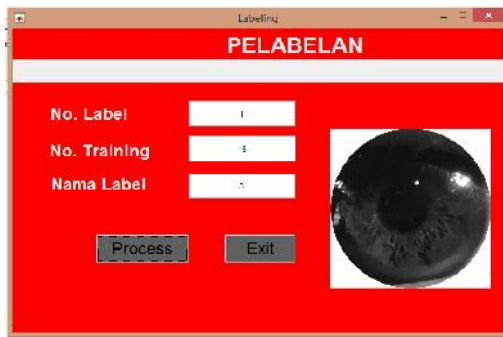 Labeling
PELABELAN
No. Label
No. Training
Nama Label
Process
Exit